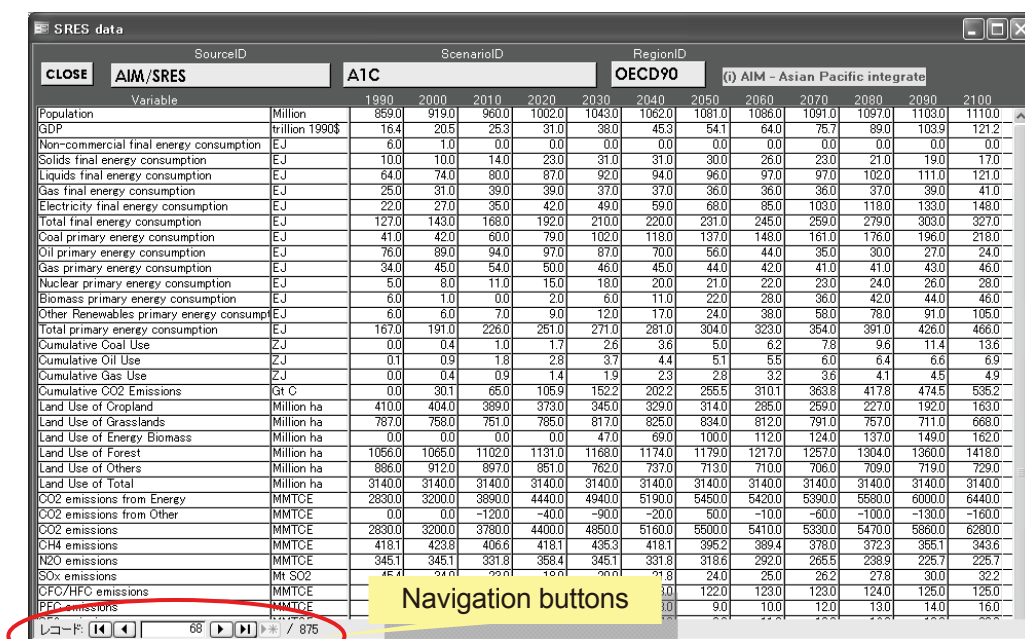 SRES data
SourceID ScenarioID RegionID
CLOSE AIM/SRES A1C OECD90 (i) AIM - Asian Pacific integrate
Variable 1990 2000 2010 2020 2030 2040 2050 2060 2070 2080 2090 2100
Population Million 859.0 919.0 960.0 1002.0 1043.0 1062.0 1081.0 1086.0 1091.0 1097.0 1103.0 1110.0
GDP trillion 1990$ 16.4 20.5 25.3 31.0 38.0 45.3 54.1 64.0 75.7 89.0 103.9 121.2
Non-commercial final energy consumption EJ 6.0 1.0 0.0 0.0 0.0 0.0 0.0 0.0 0.0 0.0 0.0 0.0
Solids final energy consumption EJ 10.0 10.0 14.0 23.0 31.0 31.0 30.0 26.0 23.0 21.0 19.0 17.0
Liquids final energy consumption EJ 64.0 74.0 80.0 87.0 92.0 94.0 96.0 97.0 97.0 102.0 111.0 121.0
Gas final energy consumption EJ 25.0 31.0 39.0 39.0 37.0 37.0 36.0 36.0 36.0 37.0 39.0 41.0
Electricity final energy consumption EJ 22.0 27.0 35.0 42.0 49.0 59.0 68.0 85.0 103.0 118.0 133.0 148.0
Total final energy consumption EJ 127.0 143.0 168.0 192.0 210.0 220.0 231.0 245.0 259.0 279.0 303.0 327.0
Coal primary energy consumption EJ 41.0 42.0 60.0 79.0 102.0 118.0 137.0 148.0 161.0 176.0 196.0 218.0
Oil primary energy consumption EJ 76.0 89.0 94.0 97.0 87.0 70.0 56.0 44.0 35.0 30.0 27.0 24.0
Gas primary energy consumption EJ 34.0 45.0 54.0 50.0 46.0 45.0 44.0 42.0 41.0 41.0 43.0 46.0
Nuclear primary energy consumption EJ 5.0 8.0 11.0 15.0 18.0 20.0 21.0 22.0 23.0 24.0 26.0 28.0
Biomass primary energy consumption EJ 6.0 1.0 0.0 2.0 6.0 11.0 22.0 28.0 36.0 42.0 44.0 46.0
Other Renewables primary energy consumpt EJ 6.0 6.0 7.0 9.0 12.0 17.0 24.0 38.0 58.0 78.0 91.0 105.0
Total primary energy consumption EJ 167.0 191.0 226.0 251.0 271.0 281.0 304.0 323.0 354.0 391.0 426.0 466.0
Cumulative Coal Use ZJ 0.0 0.4 1.0 1.7 2.6 3.6 5.0 6.2 7.8 9.6 11.4 13.6
Cumulative Oil Use ZJ 0.1 0.9 1.8 2.8 3.7 4.4 5.1 5.5 6.0 6.4 6.6 6.9
Cumulative Gas Use ZJ 0.0 0.4 0.9 1.4 1.9 2.3 2.8 3.2 3.6 4.1 4.5 4.9
Cumulative CO2 Emissions Gt C 0.0 30.1 65.0 105.9 152.2 202.2 255.5 310.1 363.8 417.8 474.5 535.2
Land Use of Cropland Million ha 410.0 404.0 389.0 373.0 345.0 329.0 314.0 285.0 259.0 227.0 192.0 163.0
Land Use of Grasslands Million ha 787.0 758.0 751.0 785.0 817.0 825.0 834.0 812.0 791.0 757.0 711.0 668.0
Land Use of Energy Biomass Million ha 0.0 0.0 0.0 0.0 47.0 69.0 100.0 112.0 124.0 137.0 149.0 162.0
Land Use of Forest Million ha 1056.0 1065.0 1102.0 1131.0 1168.0 1174.0 1179.0 1217.0 1257.0 1304.0 1360.0 1418.0
Land Use of Others Million ha 886.0 912.0 897.0 851.0 762.0 737.0 713.0 710.0 706.0 709.0 719.0 729.0
Land Use of Total Million ha 3140.0 3140.0 3140.0 3140.0 3140.0 3140.0 3140.0 3140.0 3140.0 3140.0 3140.0 3140.0
CO2 emissions from Energy MMTCE 2830.0 3200.0 3890.0 4440.0 4940.0 5190.0 5450.0 5420.0 5390.0 5580.0 6000.0 6440.0
CO2 emissions from Other MMTCE 0.0 0.0 -120.0 -40.0 -90.0 -20.0 50.0 -10.0 -60.0 -100.0 -130.0 -160.0
CO2 emissions MMTCE 2830.0 3200.0 3780.0 4400.0 4850.0 5160.0 5500.0 5410.0 5330.0 5470.0 5860.0 6280.0
CH4 emissions MMTCE 418.1 423.8 406.6 418.1 435.3 418.1 395.2 389.4 378.0 372.3 355.1 343.6
N2O emissions MMTCE 345.1 345.1 331.8 358.4 345.1 331.8 318.6 292.0 265.5 238.9 225.7 225.7
SOx emissions Mt SO2 24.0 25.0 26.2 27.8 30.0 32.2
CFC/HFC emissions MMTCE 122.0 123.0 123.0 124.0 125.0 125.0
PFC emissions MMTCE 9.0 10.0 12.0 13.0 14.0 16.0
Navigation buttons
レコード: 68 / 875